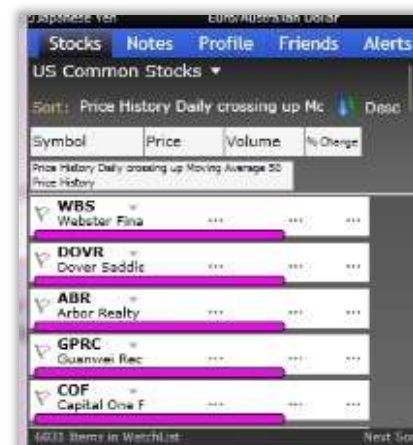 Japanese Yen Euro/Australian Dollar
Stocks Notes Profile Friends Alerts
US Common Stocks
Sort: Price History Daily crossing up Mc Desc
Symbol Price Volume % Change
Price History Daily crossing up Moving Average 50
Price History
WBS
Webster Fina ... ... ...
DOVR
Dover Saddle ... ... ...
ABR
Arbor Realty ... ... ...
GPRC
Guanwei Rec ... ... ...
COF
Capital One F ... ... ...
Items in WatchList Next